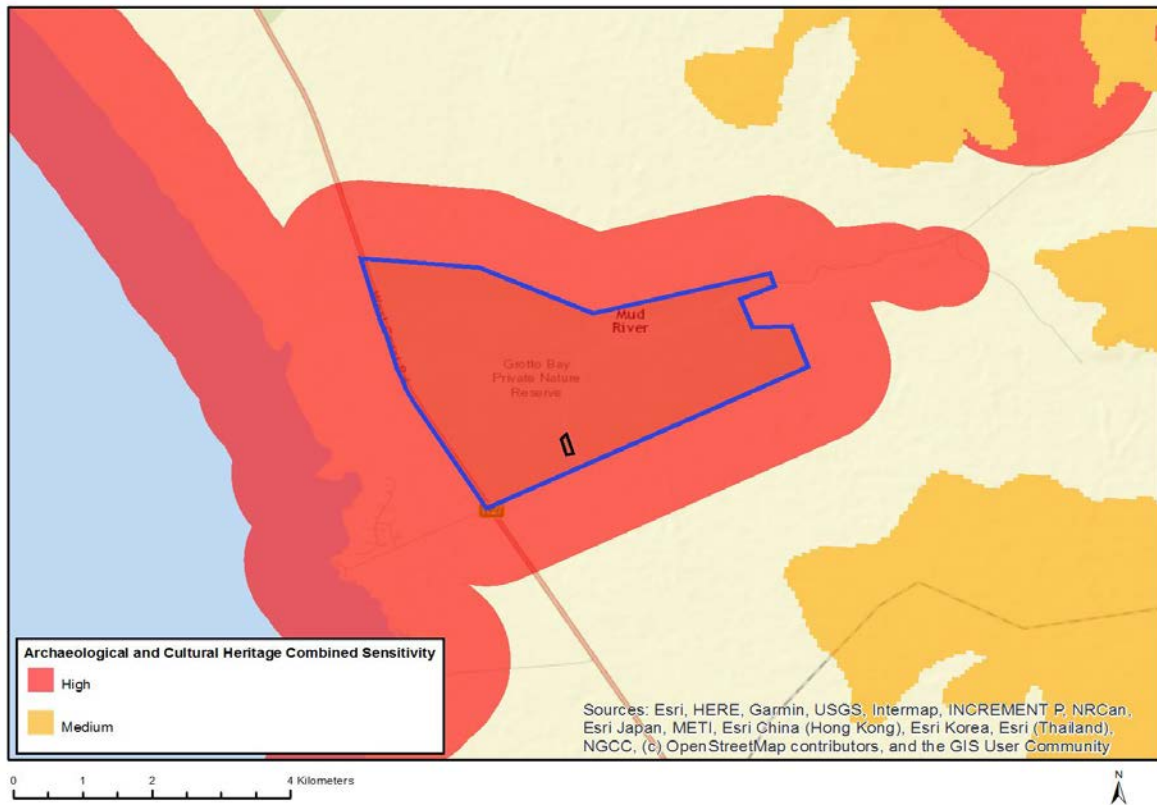 Mud
River
Grotto Bay
Private Nature
Reserve
Archaeological and Cultural Heritage Combined Sensitivity
High
Medium
Sources: Esri, HERE, Garmin, USGS, Intermap, INCREMENT P, NRCan,
Esri Japan, METI, Esri China (Hong Kong), Esri Korea, Esri (Thailand),
NGCC, (c) OpenStreetMap contributors, and the GIS User Community
0 1 2 4 Kilometers
N